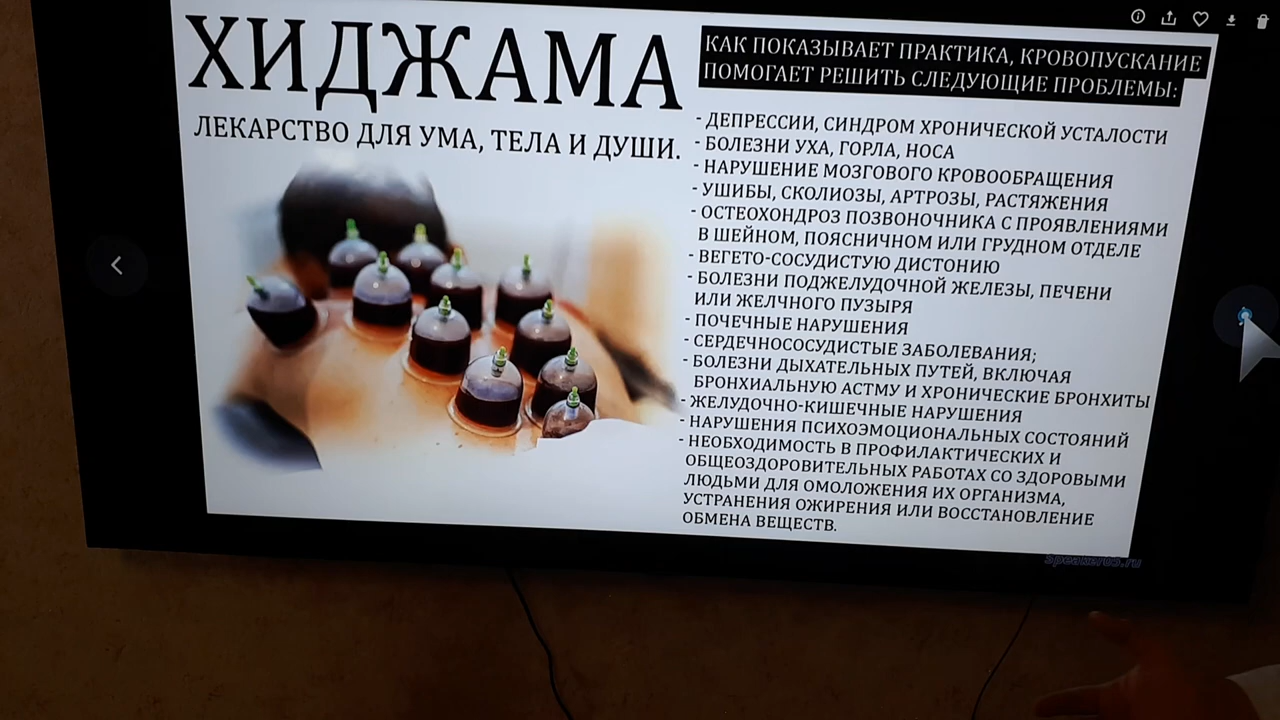 ХИДЖАМА
ЛЕКАРСТВО ДЛЯ УМА, ТЕЛА И ДУШИ.
КАК ПОКАЗЫВАЕТ ПРАКТИКА, КРОВОПУСКАНИЕ
ПОМОГАЕТ РЕШИТЬ СЛЕДУЮЩИЕ ПРОБЛЕМЫ:
- ДЕПРЕССИИ, СИНДРОМ ХРОНИЧЕСКОЙ УСТАЛОСТИ
- БОЛЕЗНИ УХА, ГОРЛА, НОСА
- НАРУШЕНИЕ МОЗГОВОГО КРОВООБРАЩЕНИЯ
- УШИБЫ, СКОЛИОЗЫ, АРТРОЗЫ, РАСТЯЖЕНИЯ
- ОСТЕОХОНДРОЗ ПОЗВОНОЧНИКА С ПРОЯВЛЕНИЯМИ
В ШЕЙНОМ, ПОЯСНИЧНОМ ИЛИ ГРУДНОМ ОТДЕЛЕ
- ВЕГЕТО-СОСУДИСТУЮ ДИСТОНИЮ
- БОЛЕЗНИ ПОДЖЕЛУДОЧНОЙ ЖЕЛЕЗЫ, ПЕЧЕНИ
ИЛИ ЖЕЛЧНОГО ПУЗЫРЯ
- ПОЧЕЧНЫЕ НАРУШЕНИЯ
- СЕРДЕЧНОСОСУДИСТЫЕ ЗАБОЛЕВАНИЯ;
- БОЛЕЗНИ ДЫХАТЕЛЬНЫХ ПУТЕЙ, ВКЛЮЧАЯ
БРОНХИАЛЬНУЮ АСТМУ И ХРОНИЧЕСКИЕ БРОНХИТЫ
- ЖЕЛУДОЧНО-КИШЕЧНЫЕ НАРУШЕНИЯ
- НАРУШЕНИЯ ПСИХОЭМОЦИОНАЛЬНЫХ СОСТОЯНИЙ
- НЕОБХОДИМОСТЬ В ПРОФИЛАКТИЧЕСКИХ И
ОБЩЕОЗДОРОВИТЕЛЬНЫХ РАБОТАХ СО ЗДОРОВЫМИ
ЛЮДЬМИ ДЛЯ ОМОЛОЖЕНИЯ ИХ ОРГАНИЗМА,
УСТРАНЕНИЯ ОЖИРЕНИЯ ИЛИ ВОССТАНОВЛЕНИЕ
ОБМЕНА ВЕЩЕСТВ.